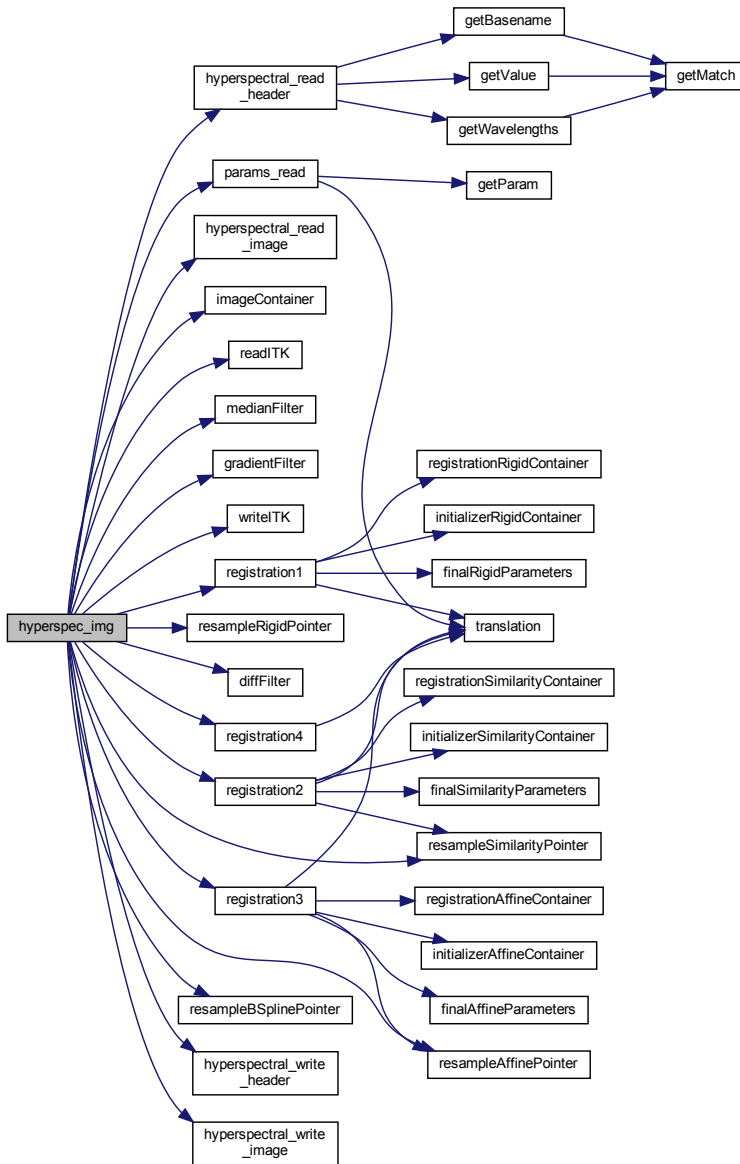 getBasename
hyperspectral_read
_header
getValue
getMatch
getWavelengths
params_read
getParam
hyperspectral_read
_image
imageContainer
readITK
medianFilter
gradientFilter
registrationRigidContainer
writeITK
initializerRigidContainer
registration1
finalRigidParameters
hyperspec_img
resampleRigidPointer
translation
diffFilter
registrationSimilarityContainer
registration4
initializerSimilarityContainer
registration2
finalSimilarityParameters
resampleSimilarityPointer
registration3
registrationAffineContainer
initializerAffineContainer
resampleBSplinePointer
finalAffineParameters
hyperspectral_write
_header
resampleAffinePointer
hyperspectral_write
_image